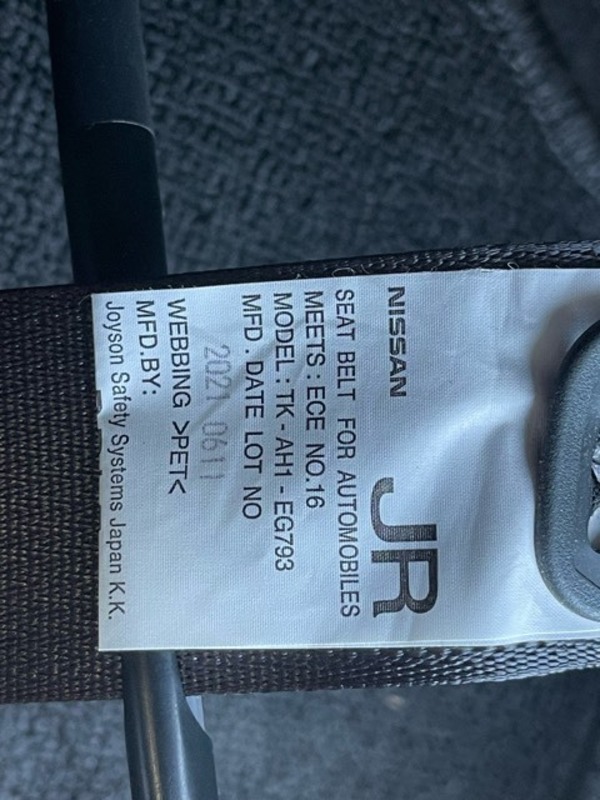 NISSAN JR
SEAT BELT FOR AUTOMOBILES
MEETS : ECE NO.16
MODEL : TK - AH1 - EG793
MFD . DATE LOT NO
2021 0611
WEBBING >PET<
MFD.BY:
Joyson Safety Systems Japan K.K.